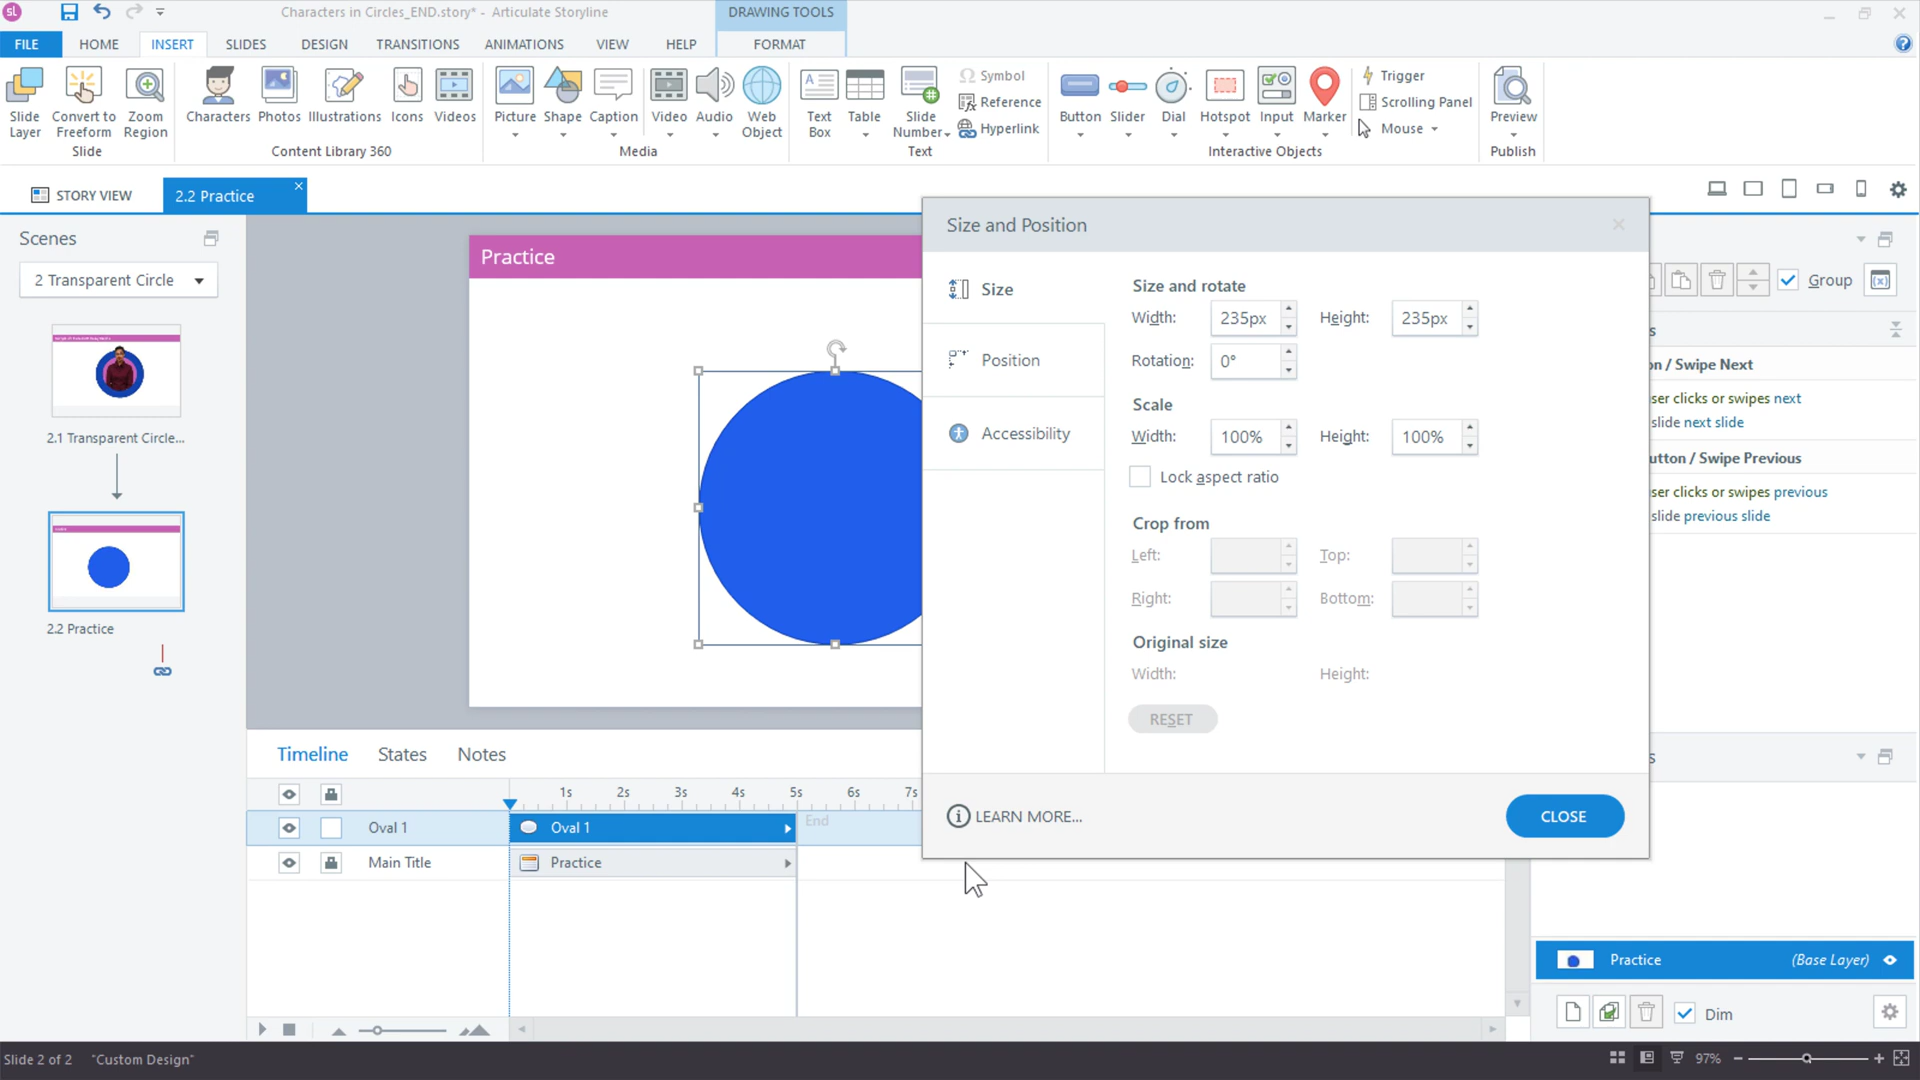 sl
Characters in Circles_END.story* - Articulate Storyline
DRAWING TOOLS
FILE
HOME
INSERT
SLIDES
DESIGN
TRANSITIONS
ANIMATIONS
VIEW
HELP
FORMAT
Slide Layer
Convert to Freeform
Zoom Region
Slide
Characters
Photos
Illustrations
Icons
Videos
Content Library 360
Picture
Shape
Caption
Video
Audio
Web Object
Media
Text Box
Table
Slide Number
Symbol
Reference
Hyperlink
Text
Button
Slider
Dial
Hotspot
Input
Marker
Trigger
Scrolling Panel
Mouse
Interactive Objects
Preview
Publish
STORY VIEW
2.2 Practice
Scenes
2 Transparent Circle
2.1 Transparent Circle...
2.2 Practice
Practice
Size and Position
Size
Position
Accessibility
Size and rotate
Width: 235px Height: 235px
Rotation: 0°
Scale
Width: 100% Height: 100%
Lock aspect ratio
Crop from
Left: Top:
Right: Bottom:
Original size
Width: Height:
RESET
LEARN MORE...
CLOSE
Group
s
on / Swipe Next
ser clicks or swipes next
slide next slide
utton / Swipe Previous
ser clicks or swipes previous
slide previous slide
s
Timeline
States
Notes
1s 2s 3s 4s 5s 6s 7s
Oval 1
Oval 1
End
Main Title
Practice
Practice
(Base Layer)
Dim
Slide 2 of 2
"Custom Design"
97%